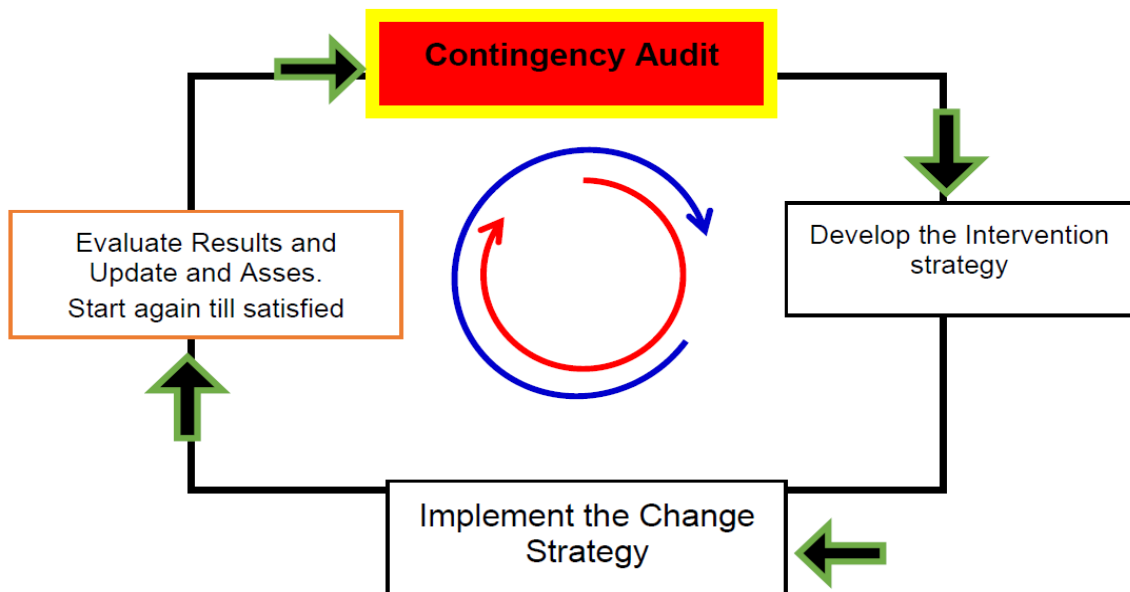 Contingency Audit
Develop the Intervention
strategy
Implement the Change
Strategy
Evaluate Results and
Update and Asses.
Start again till satisfied